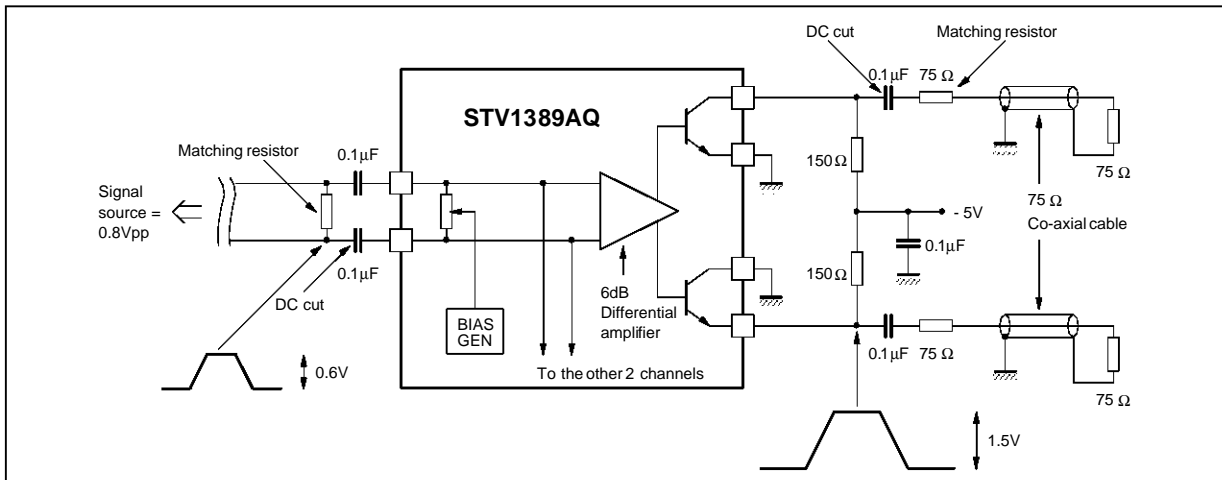 DC cut
Matching resistor
0.1μF
75 Ω
STV1389AQ
Matching resistor
0.1μF
150Ω
75 Ω
Signal
source =
0.8Vpp
75 Ω
Co-axial cable
- 5V
0.1μF
0.1μF
DC cut
150Ω
6dB
Differential
amplifier
BIAS
GEN
0.1μF
75 Ω
To the other 2 channels
0.6V
75 Ω
1.5V